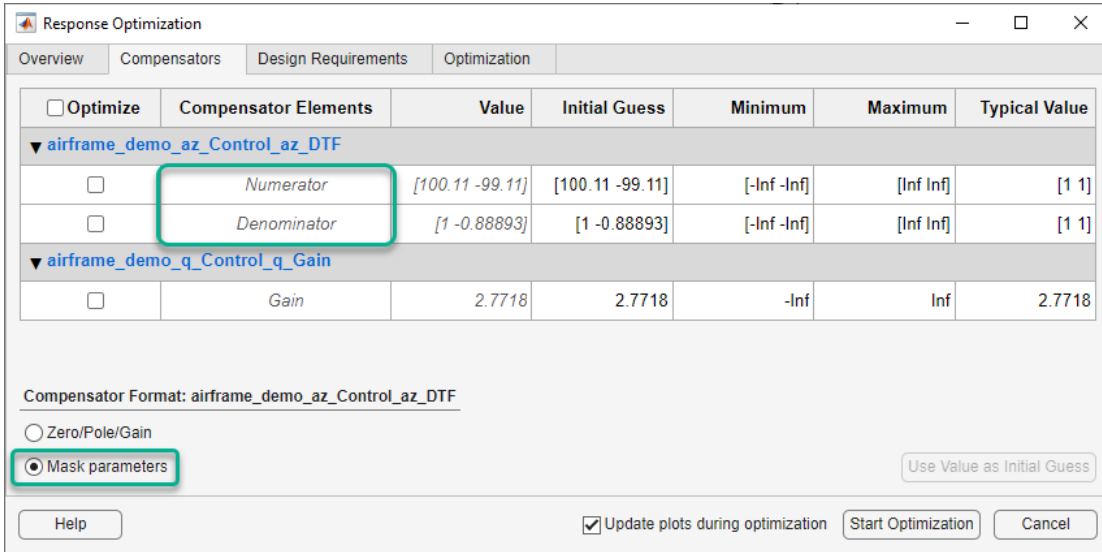 Response Optimization
Overview Compensators Design Requirements Optimization
Optimize Compensator Elements Value Initial Guess Minimum Maximum Typical Value
airframe_demo_az_Control_az_DTF
Numerator [100.11 -99.11] [100.11 -99.11] [-Inf -Inf] [Inf Inf] [1 1]
Denominator [1 -0.88893] [1 -0.88893] [-Inf -Inf] [Inf Inf] [1 1]
airframe_demo_q_Control_q_Gain
Gain 2.7718 2.7718 -Inf Inf 2.7718
Compensator Format: airframe_demo_az_Control_az_DTF
Zero/Pole/Gain
Mask parameters Use Value as Initial Guess
Help Update plots during optimization Start Optimization Cancel